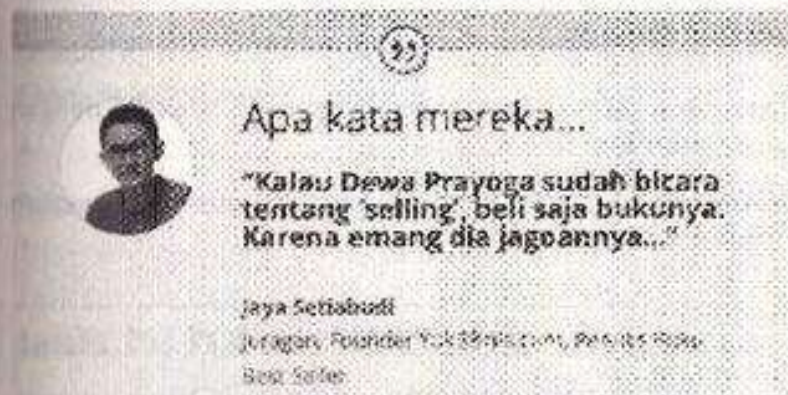 Apa kata mereka...
"Kalau Dewa Prayoga sudah bicara
tentang 'selling', beli saja bukunya.
Karena emang dia jagoannya..."
Jaya Setiabudi
Juragan, Founder
Best Seller